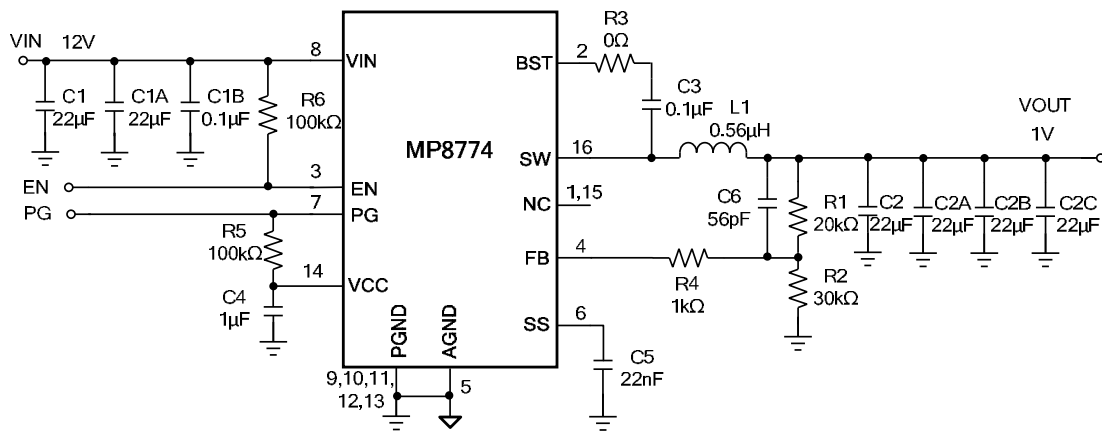 VIN 12V
8
VIN
C1
22µF
C1A
22µF
C1B
0.1µF
R6
100kΩ
EN
3
EN
PG
7
PG
R5
100kΩ
14
VCC
C4
1µF
MP8774
PGND
AGND
9,10,11,
12,13
5
BST
2
R3
0Ω
C3
0.1µF
L1
0.56µH
SW
16
NC
1,15
FB
4
R4
1kΩ
SS
6
C5
22nF
C6
56pF
R1
20kΩ
R2
30kΩ
C2
22µF
C2A
22µF
C2B
22µF
C2C
22µF
VOUT
1V